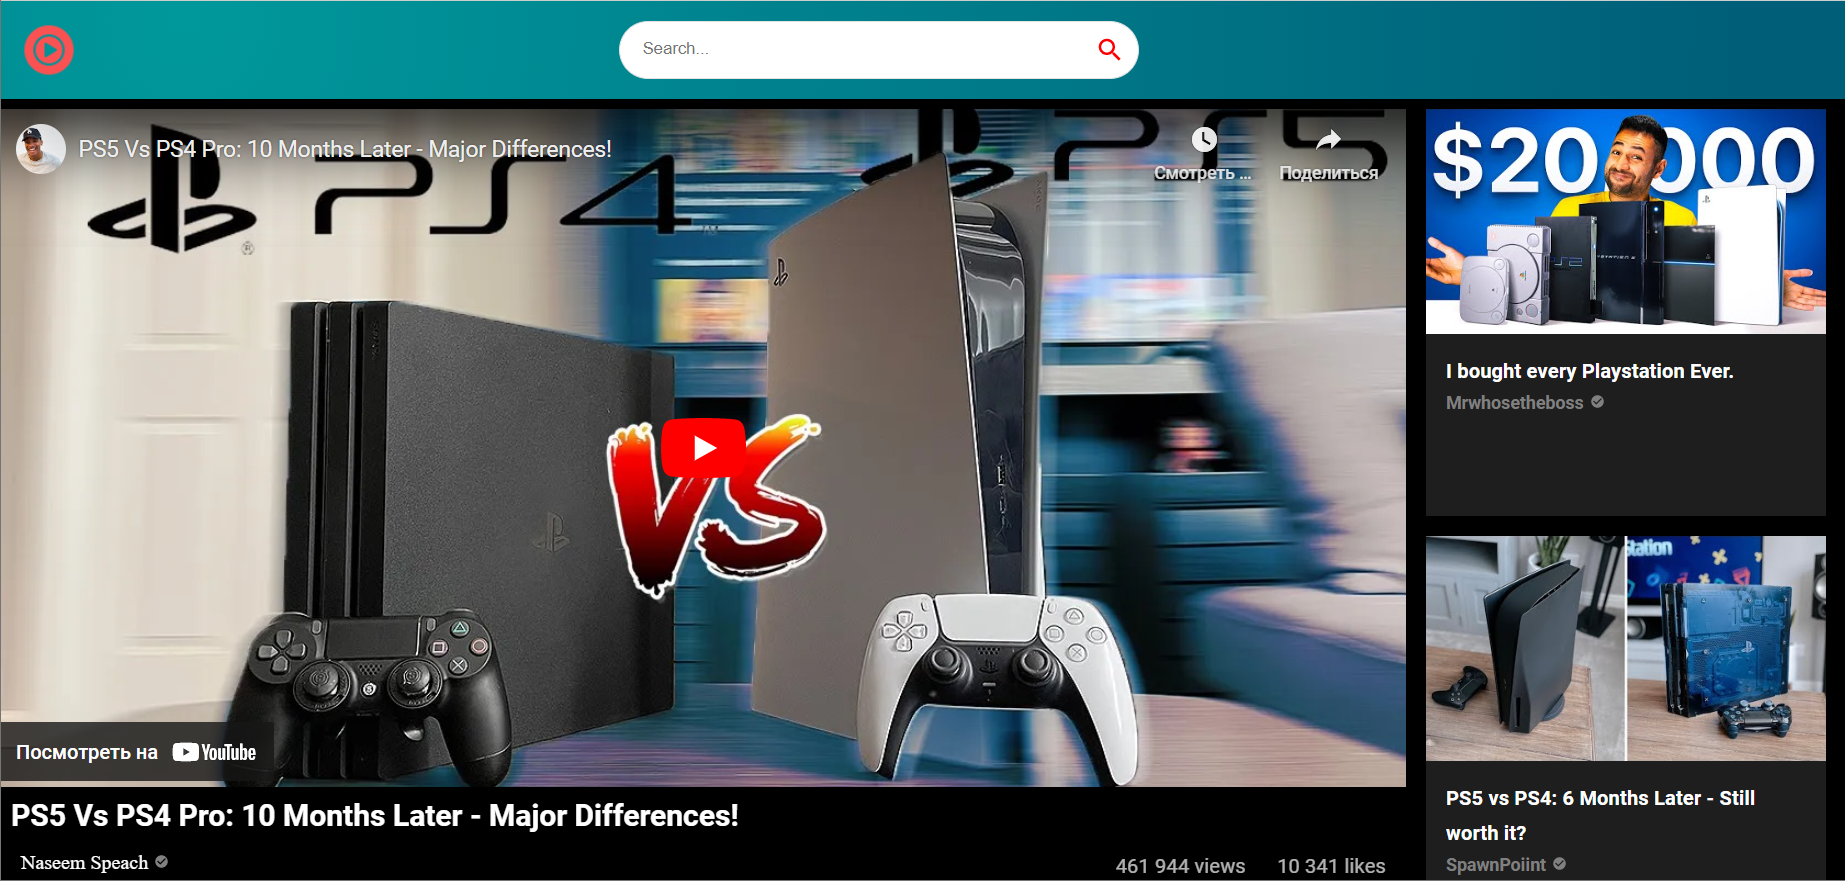 Search...
PS5 Vs PS4 Pro: 10 Months Later - Major Differences!
Смотреть ...
Поделиться
PS4
PS5
VS
Посмотреть на YouTube
PS5 Vs PS4 Pro: 10 Months Later - Major Differences!
Naseem Speach
461 944 views
10 341 likes
$20,000
I bought every Playstation Ever.
Mrwhosetheboss
PS5 vs PS4: 6 Months Later - Still
worth it?
SpawnPoiint